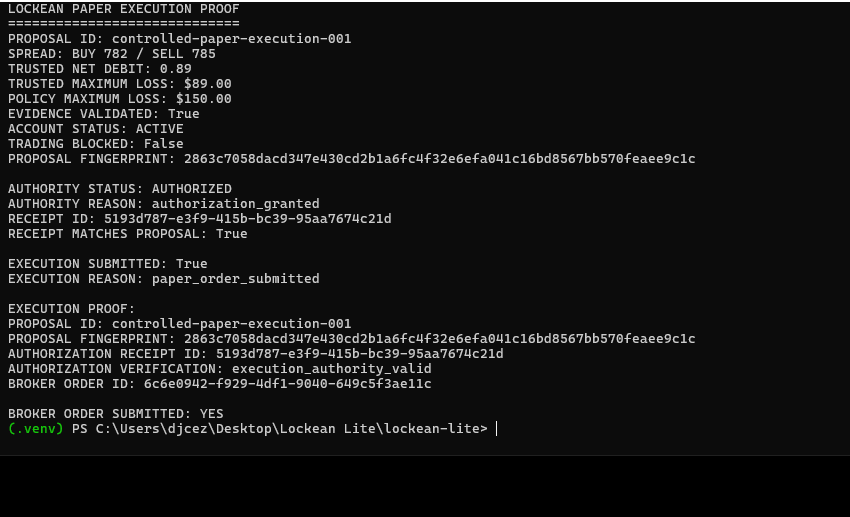 LOCKEAN PAPER EXECUTION PROOF
=============================
PROPOSAL ID: controlled-paper-execution-001
SPREAD: BUY 782 / SELL 785
TRUSTED NET DEBIT: 0.89
TRUSTED MAXIMUM LOSS: $89.00
POLICY MAXIMUM LOSS: $150.00
EVIDENCE VALIDATED: True
ACCOUNT STATUS: ACTIVE
TRADING BLOCKED: False
PROPOSAL FINGERPRINT: 2863c7058dacd347e430cd2b1a6fc4f32e6efa041c16bd8567bb570feaee9c1c
AUTHORITY STATUS: AUTHORIZED
AUTHORITY REASON: authorization_granted
RECEIPT ID: 5193d787-e3f9-415b-bc39-95aa7674c21d
RECEIPT MATCHES PROPOSAL: True
EXECUTION SUBMITTED: True
EXECUTION REASON: paper_order_submitted
EXECUTION PROOF:
PROPOSAL ID: controlled-paper-execution-001
PROPOSAL FINGERPRINT: 2863c7058dacd347e430cd2b1a6fc4f32e6efa041c16bd8567bb570feaee9c1c
AUTHORIZATION RECEIPT ID: 5193d787-e3f9-415b-bc39-95aa7674c21d
AUTHORIZATION VERIFICATION: execution_authority_valid
BROKER ORDER ID: 6c6e0942-f929-4df1-9040-649c5f3ae11c
BROKER ORDER SUBMITTED: YES
(.venv) PS C:\Users\djcez\Desktop\Lockean Lite\lockean-lite>